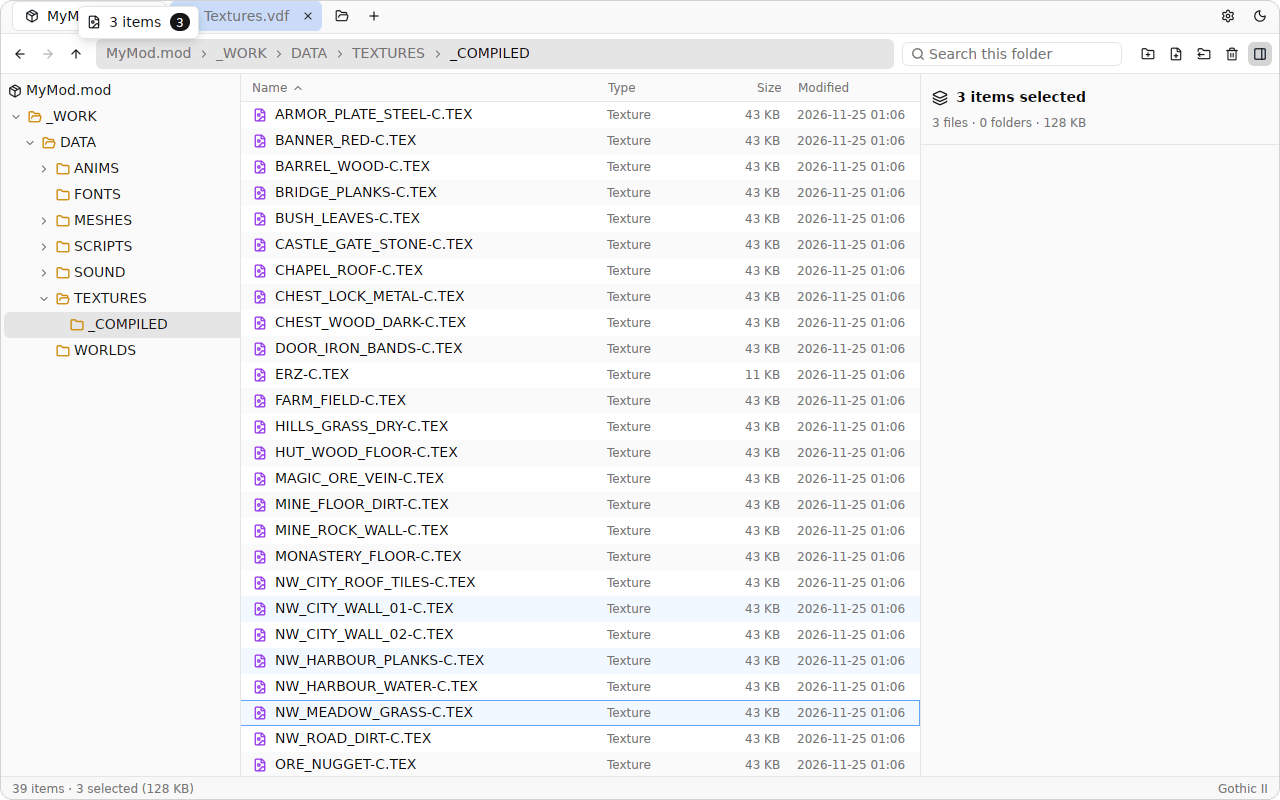 MyM
3 items 3
Textures.vdf
MyMod.mod > _WORK > DATA > TEXTURES > _COMPILED
Search this folder
MyMod.mod
_WORK
DATA
ANIMS
FONTS
MESHES
SCRIPTS
SOUND
TEXTURES
_COMPILED
WORLDS
Name Type Size Modified
ARMOR_PLATE_STEEL-C.TEX Texture 43 KB 2026-11-25 01:06
BANNER_RED-C.TEX Texture 43 KB 2026-11-25 01:06
BARREL_WOOD-C.TEX Texture 43 KB 2026-11-25 01:06
BRIDGE_PLANKS-C.TEX Texture 43 KB 2026-11-25 01:06
BUSH_LEAVES-C.TEX Texture 43 KB 2026-11-25 01:06
CASTLE_GATE_STONE-C.TEX Texture 43 KB 2026-11-25 01:06
CHAPEL_ROOF-C.TEX Texture 43 KB 2026-11-25 01:06
CHEST_LOCK_METAL-C.TEX Texture 43 KB 2026-11-25 01:06
CHEST_WOOD_DARK-C.TEX Texture 43 KB 2026-11-25 01:06
DOOR_IRON_BANDS-C.TEX Texture 43 KB 2026-11-25 01:06
ERZ-C.TEX Texture 11 KB 2026-11-25 01:06
FARM_FIELD-C.TEX Texture 43 KB 2026-11-25 01:06
HILLS_GRASS_DRY-C.TEX Texture 43 KB 2026-11-25 01:06
HUT_WOOD_FLOOR-C.TEX Texture 43 KB 2026-11-25 01:06
MAGIC_ORE_VEIN-C.TEX Texture 43 KB 2026-11-25 01:06
MINE_FLOOR_DIRT-C.TEX Texture 43 KB 2026-11-25 01:06
MINE_ROCK_WALL-C.TEX Texture 43 KB 2026-11-25 01:06
MONASTERY_FLOOR-C.TEX Texture 43 KB 2026-11-25 01:06
NW_CITY_ROOF_TILES-C.TEX Texture 43 KB 2026-11-25 01:06
NW_CITY_WALL_01-C.TEX Texture 43 KB 2026-11-25 01:06
NW_CITY_WALL_02-C.TEX Texture 43 KB 2026-11-25 01:06
NW_HARBOUR_PLANKS-C.TEX Texture 43 KB 2026-11-25 01:06
NW_HARBOUR_WATER-C.TEX Texture 43 KB 2026-11-25 01:06
NW_MEADOW_GRASS-C.TEX Texture 43 KB 2026-11-25 01:06
NW_ROAD_DIRT-C.TEX Texture 43 KB 2026-11-25 01:06
ORE_NUGGET-C.TEX Texture 43 KB 2026-11-25 01:06
3 items selected
3 files · 0 folders · 128 KB
39 items · 3 selected (128 KB)
Gothic II